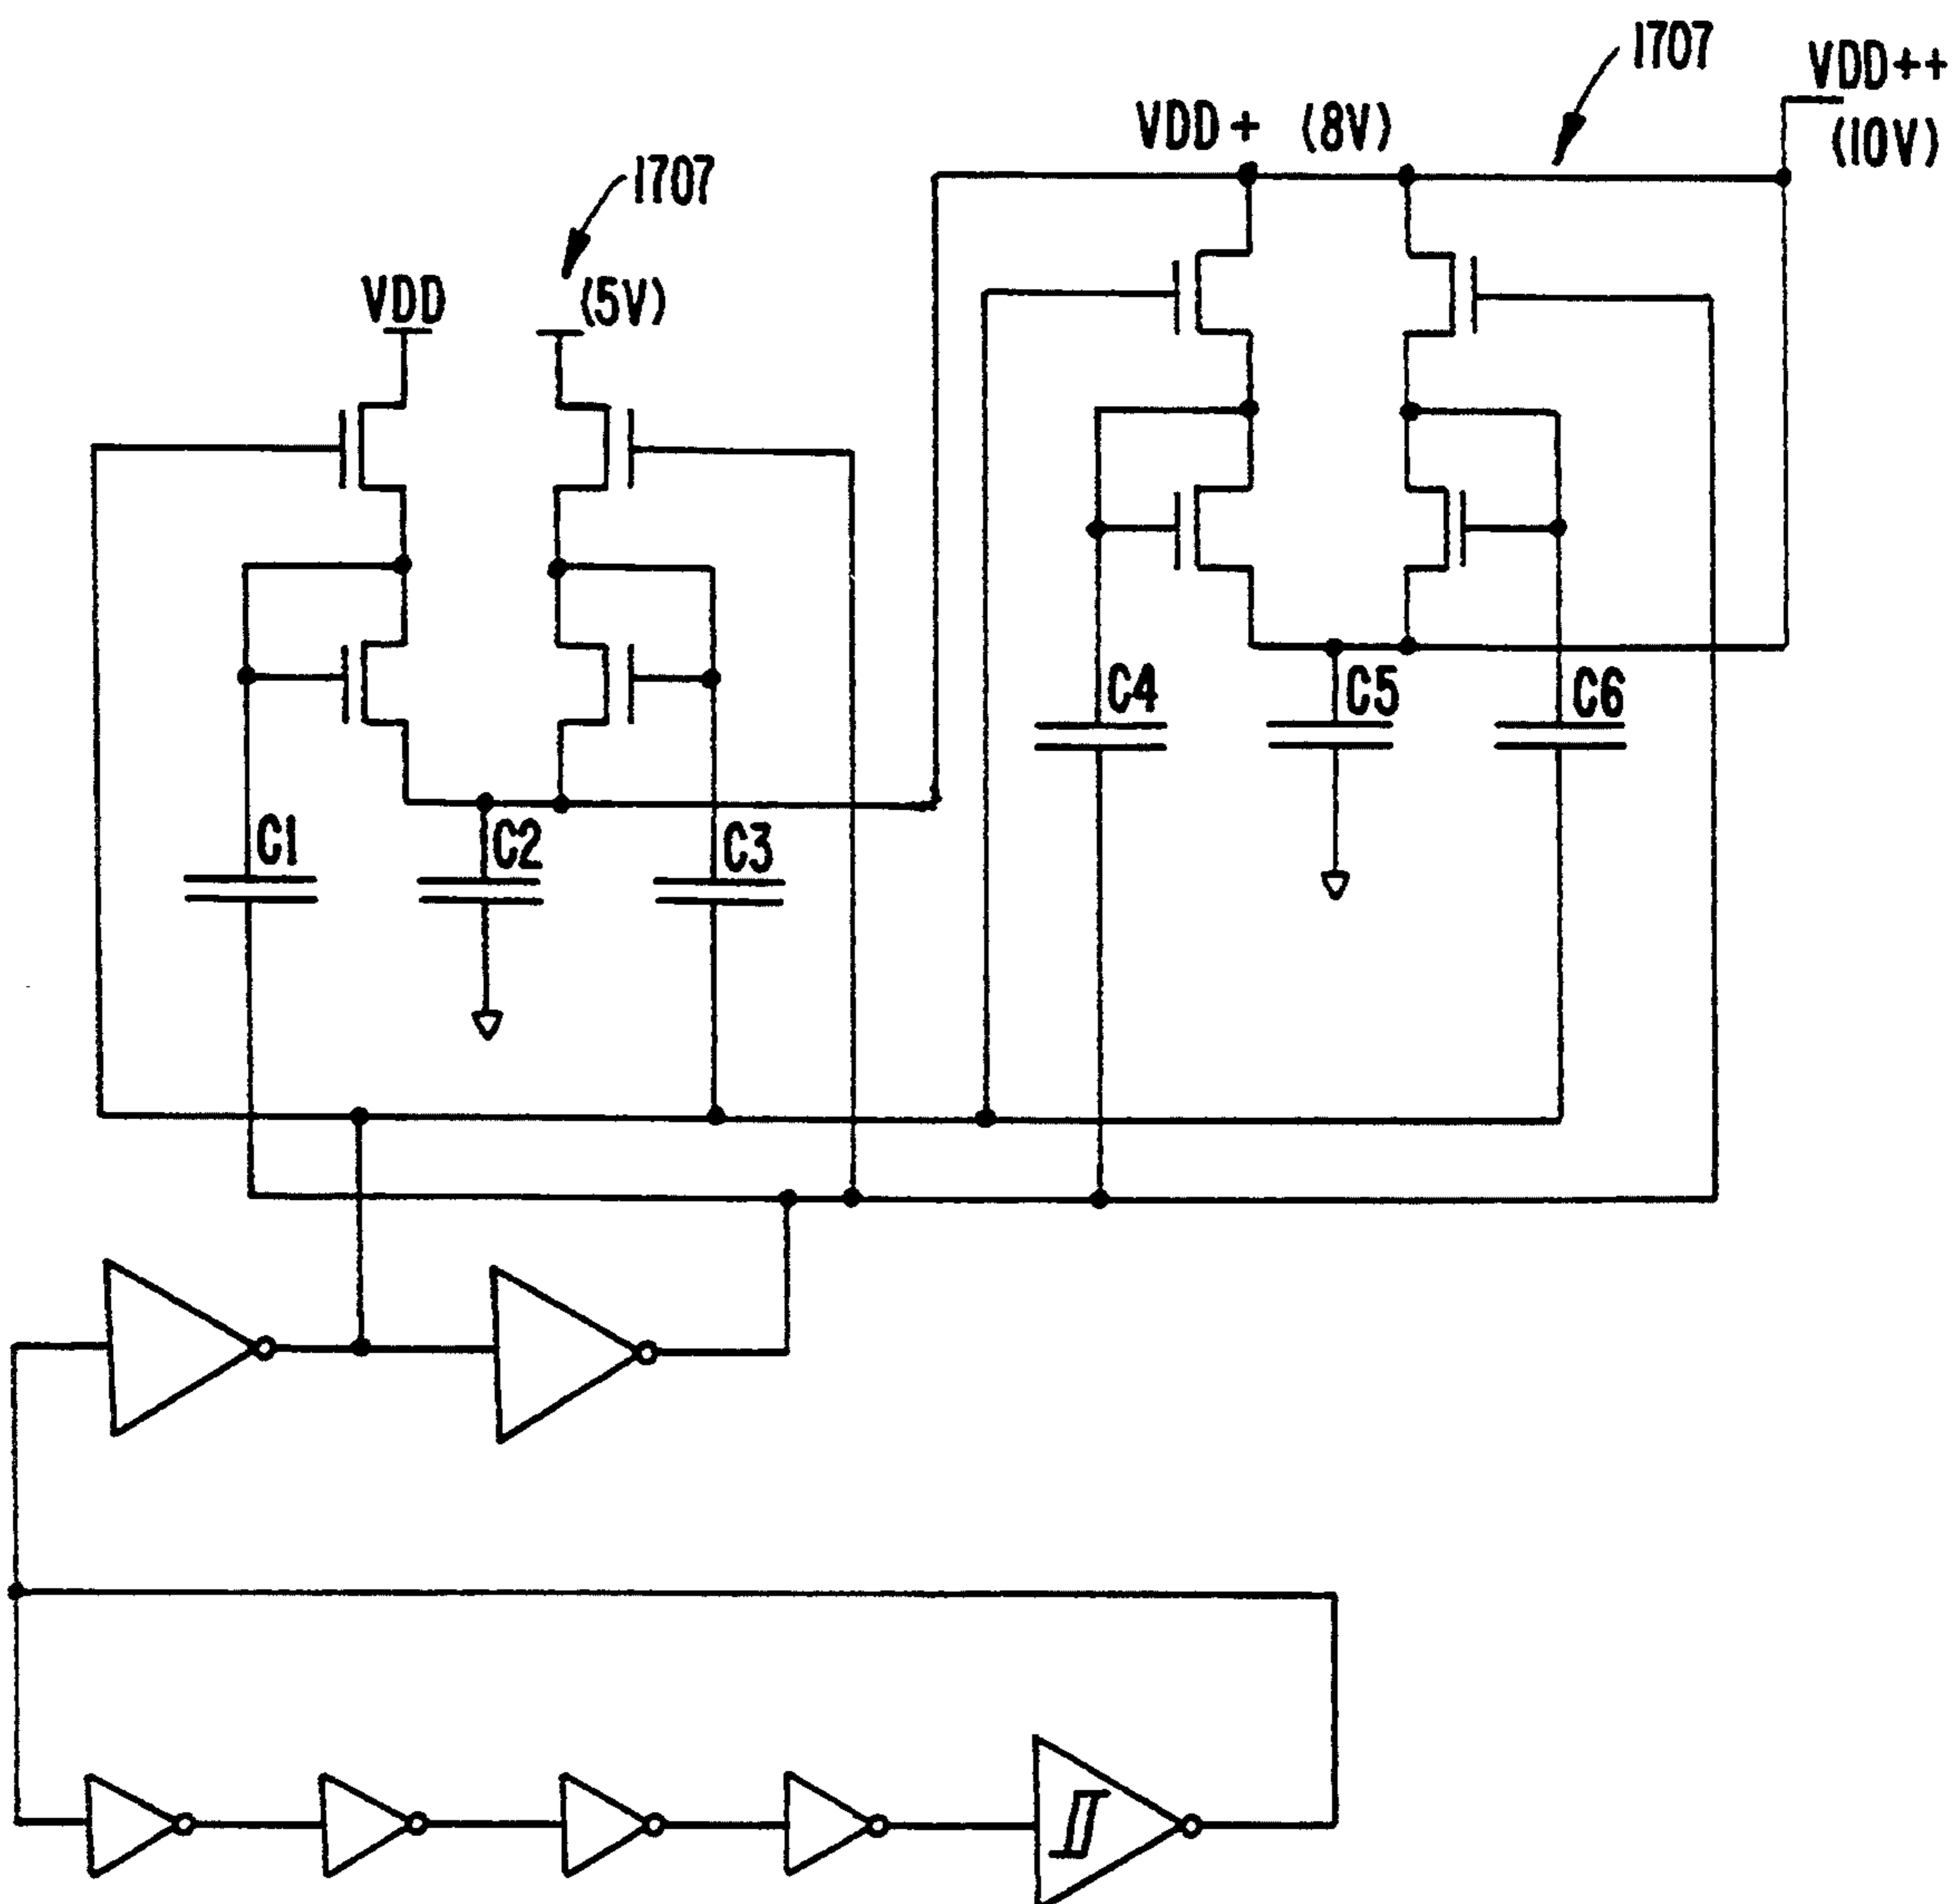 1707
VDD++
(10V)
VDD+ (8V)
1707
VDD
(5V)
C4
C5
C6
C1
C2
C3